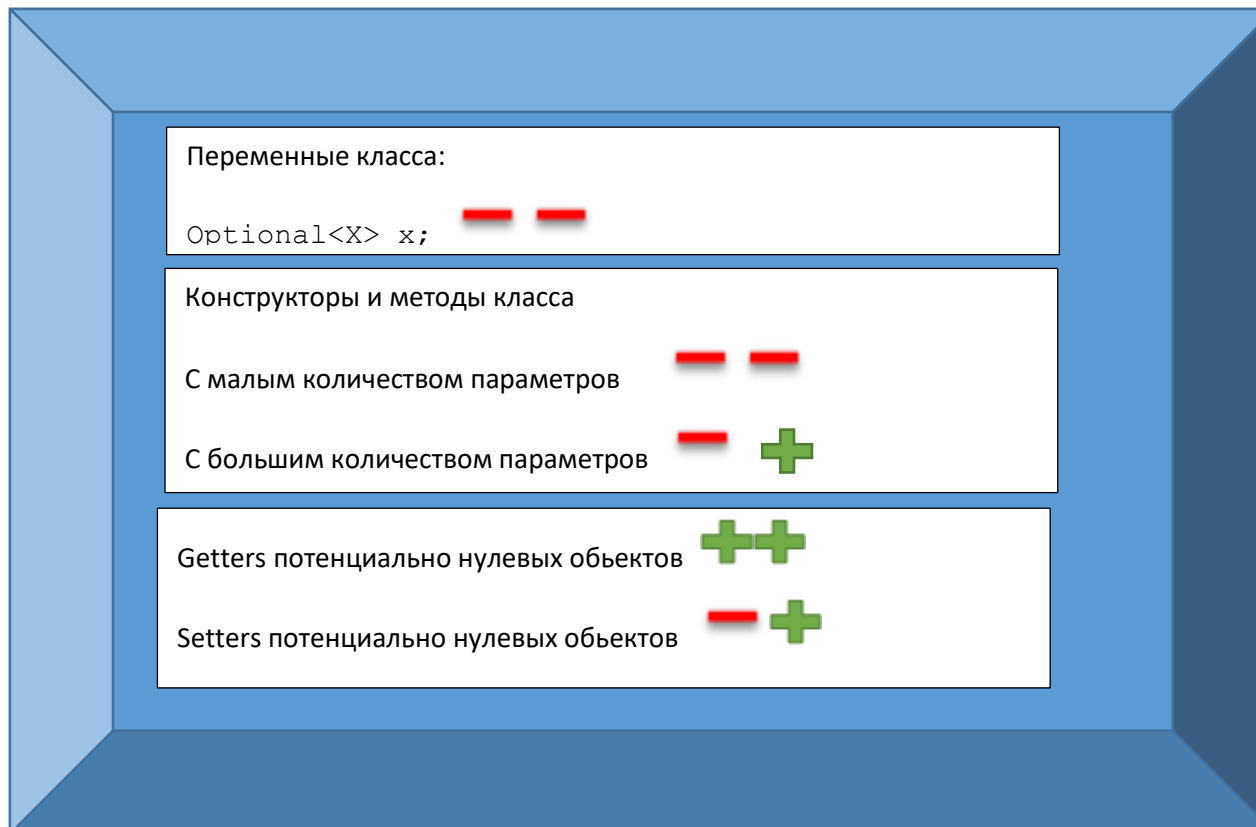 Переменные класса:
Optional<X> x;
Конструкторы и методы класса
С малым количеством параметров
С большим количеством параметров
Getters потенциально нулевых обьектов
Setters потенциально нулевых обьектов